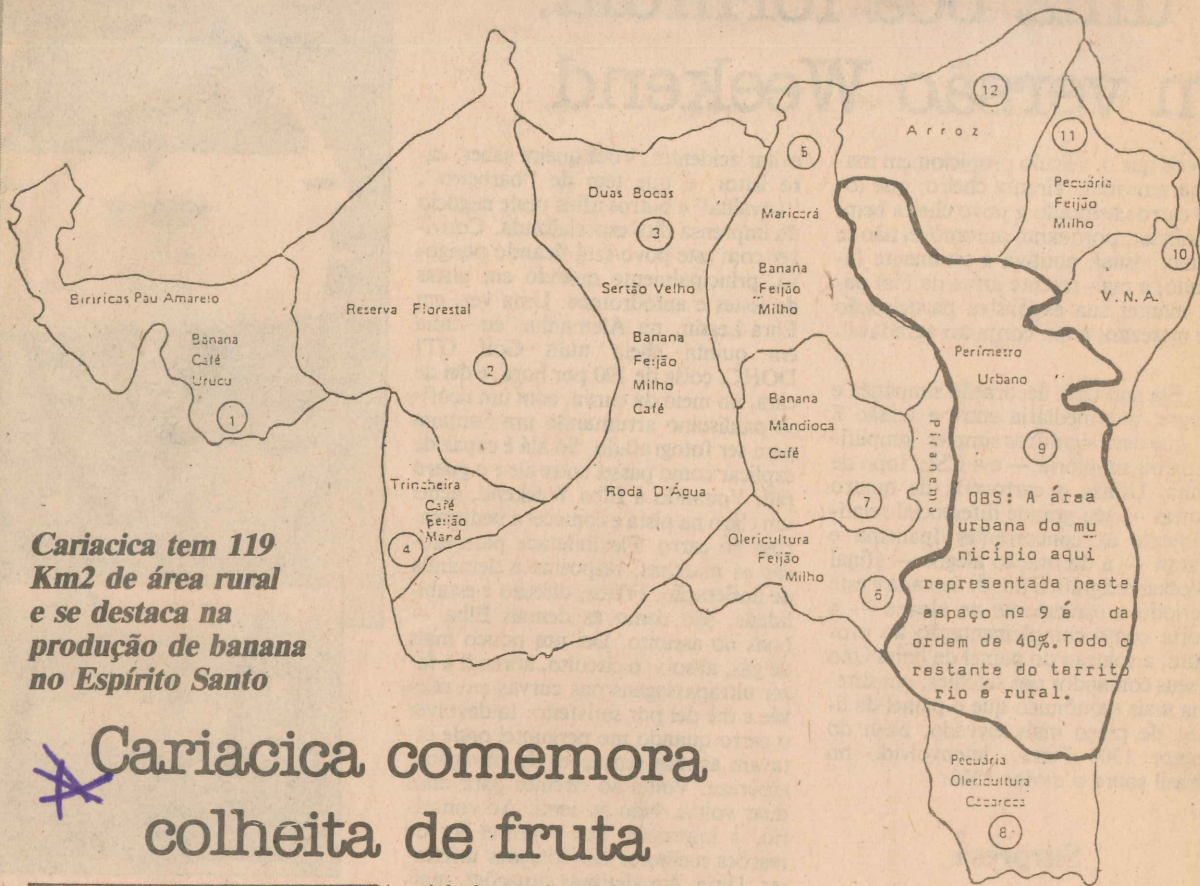 12
Arroz
11
Pecuária
Feijão
Milho
10
V.N.A.
5
Maricará
Banana
Feijão
Milho
Duas Bocas
3
Sertão Velho
Banana
Feijão
Milho
Café
Reserva Florestal
2
Biriricas Pau Amarelo
Banana
Café
Urucu
1
Trincheira
Café
Feijão
Mand
4
Roda D'Água
Banana
Mandioca
Café
7
Olericultura
Feijão
Milho
6
Piranema
Perímetro
Urbano
9
OBS: A área
urbana do mu
nicípio aqui
representada neste
espaço nº 9 é da
ordem de 40%. Todo o
restante do territó
rio é rural.
Pecuária
Olericultura
8
Cariacica tem 119
Km2 de área rural
e se destaca na
produção de banana
no Espírito Santo
Cariacica comemora
colheita de fruta